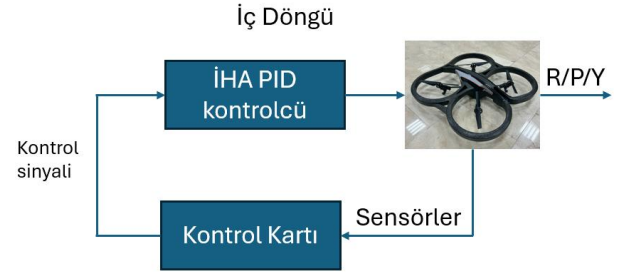 İç Döngü
İHA PID
kontrolcü
R/P/Y
Kontrol
sinyali
Sensörler
Kontrol Kartı